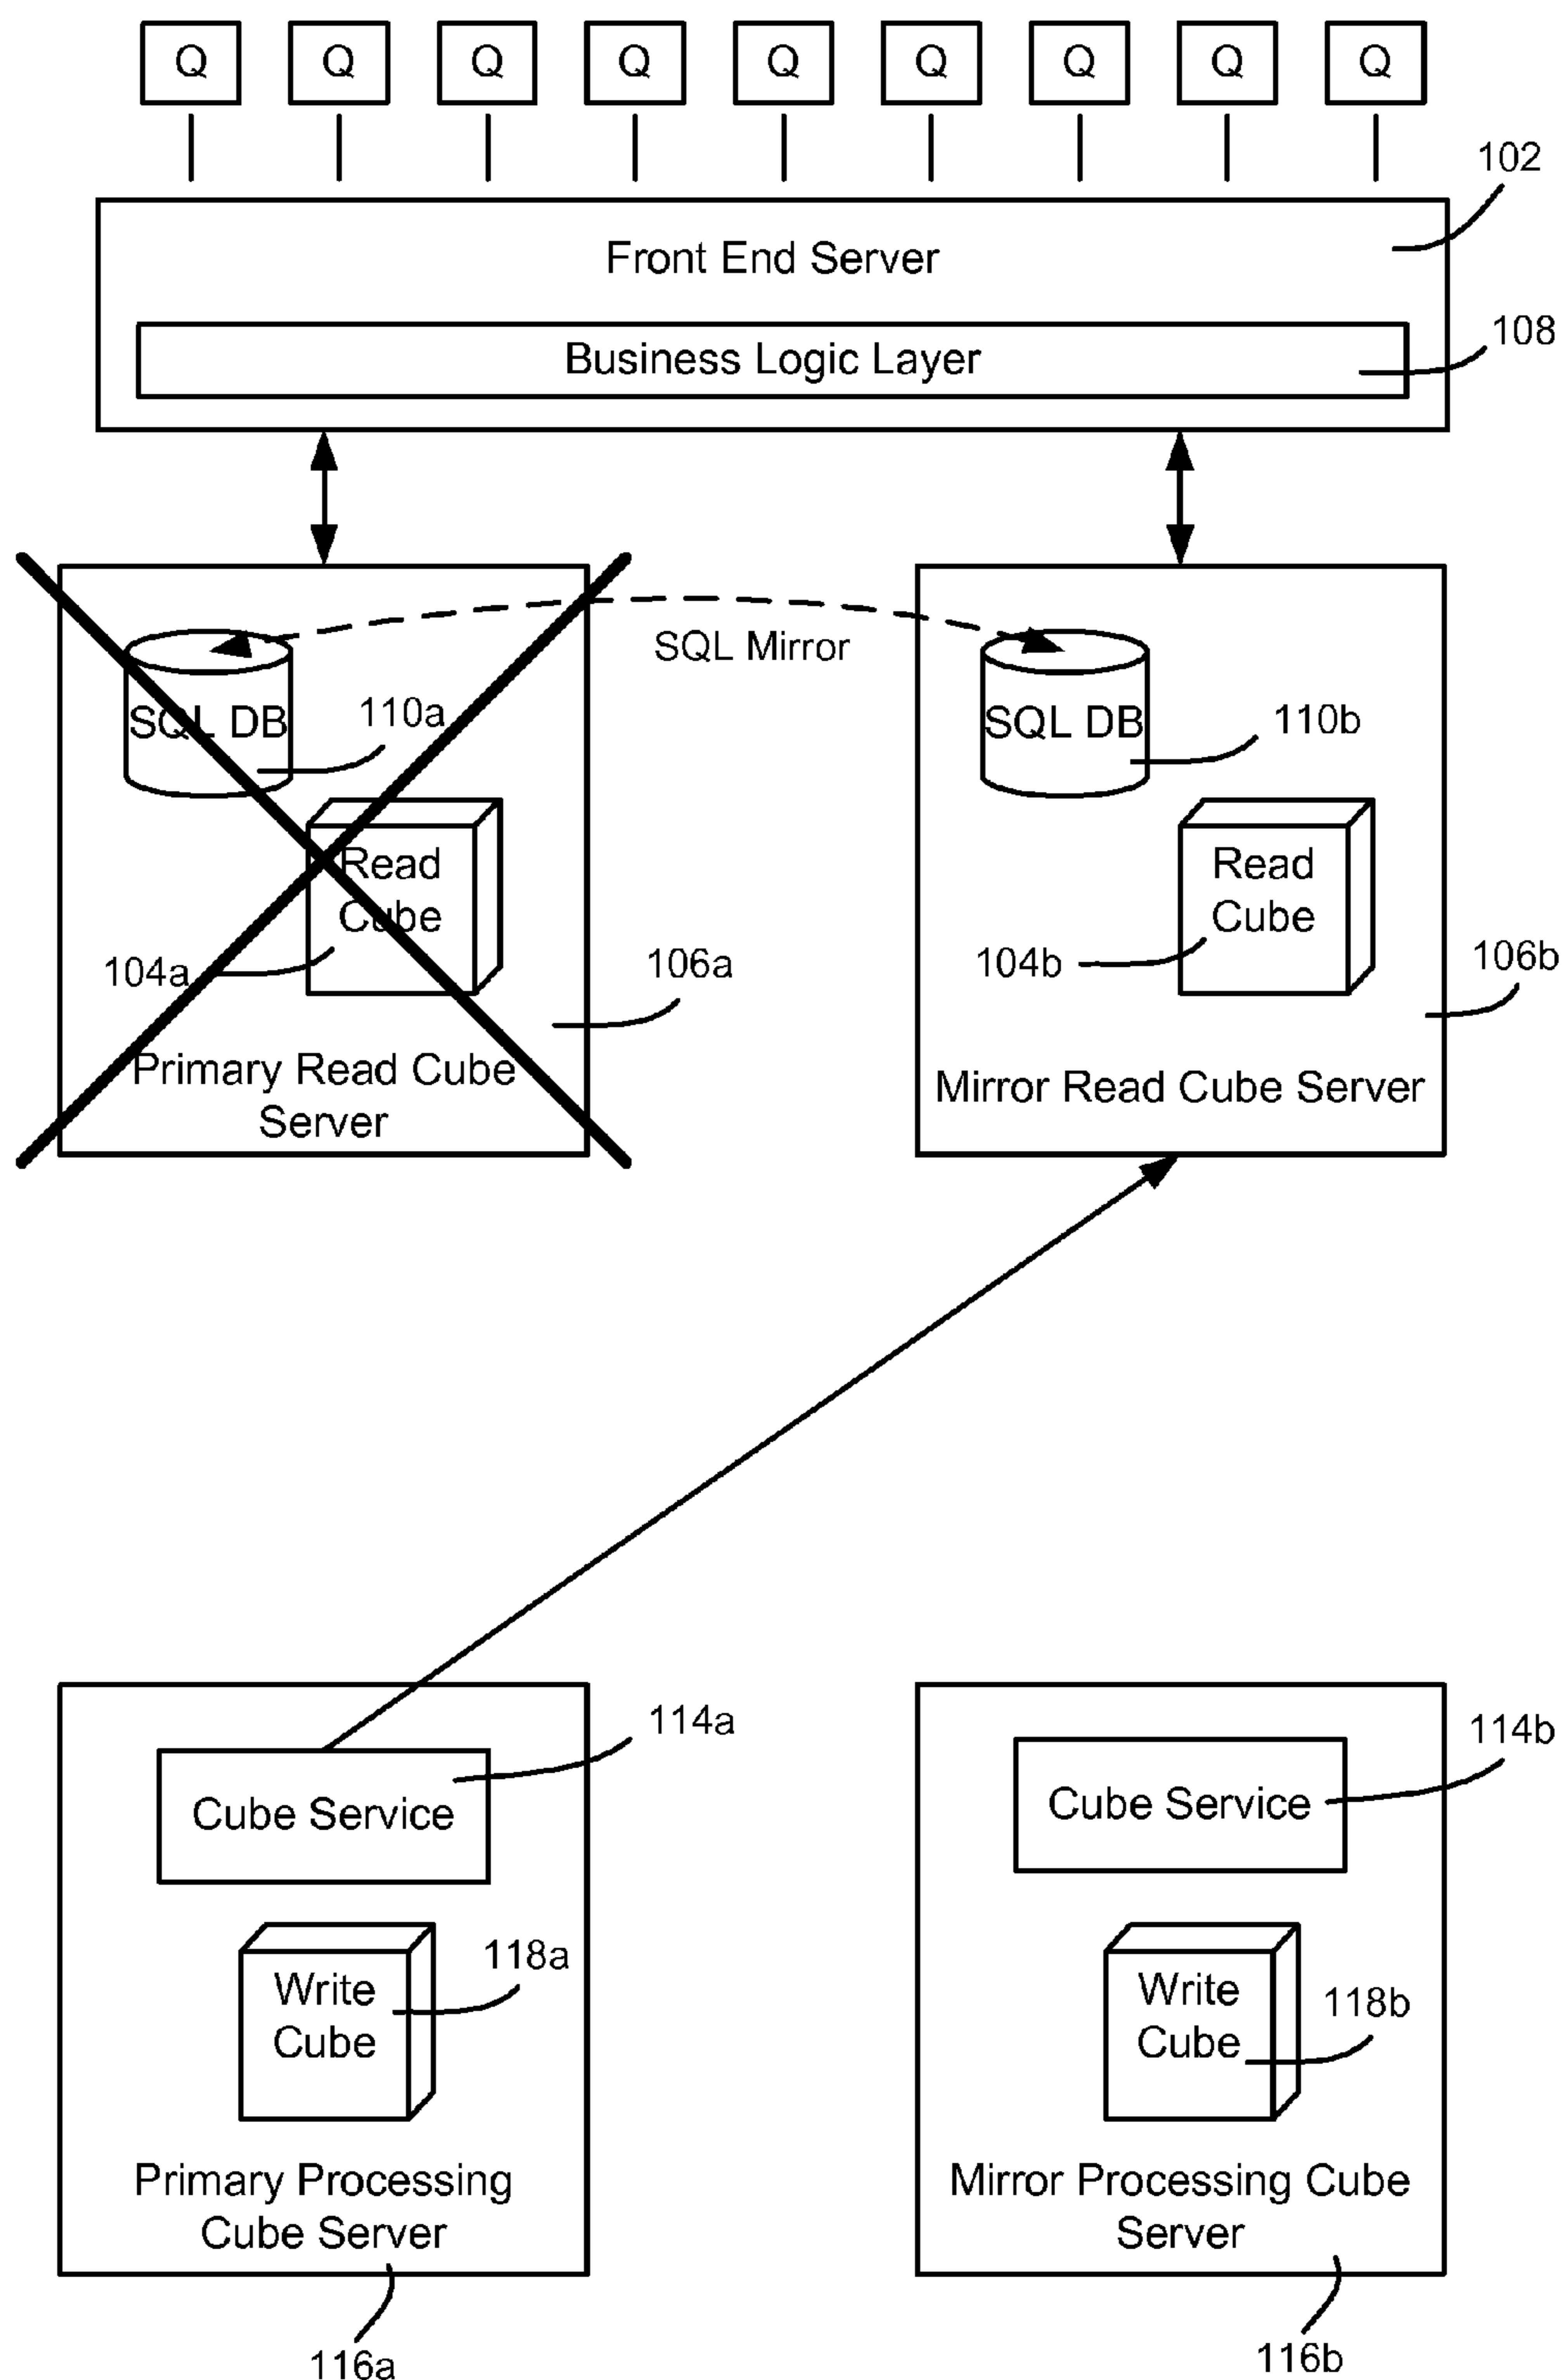 Q Q Q Q Q Q Q Q Q
102
Front End Server
108
Business Logic Layer
SQL Mirror
SQL DB
110a
SQL DB
110b
Read
Cube
104a
106a
Read
Cube
104b
106b
Primary Read Cube
Server
Mirror Read Cube Server
114a
Cube Service
114b
Cube Service
118a
Write
Cube
Write
Cube
118b
Primary Processing
Cube Server
Mirror Processing Cube
Server
116a
116b